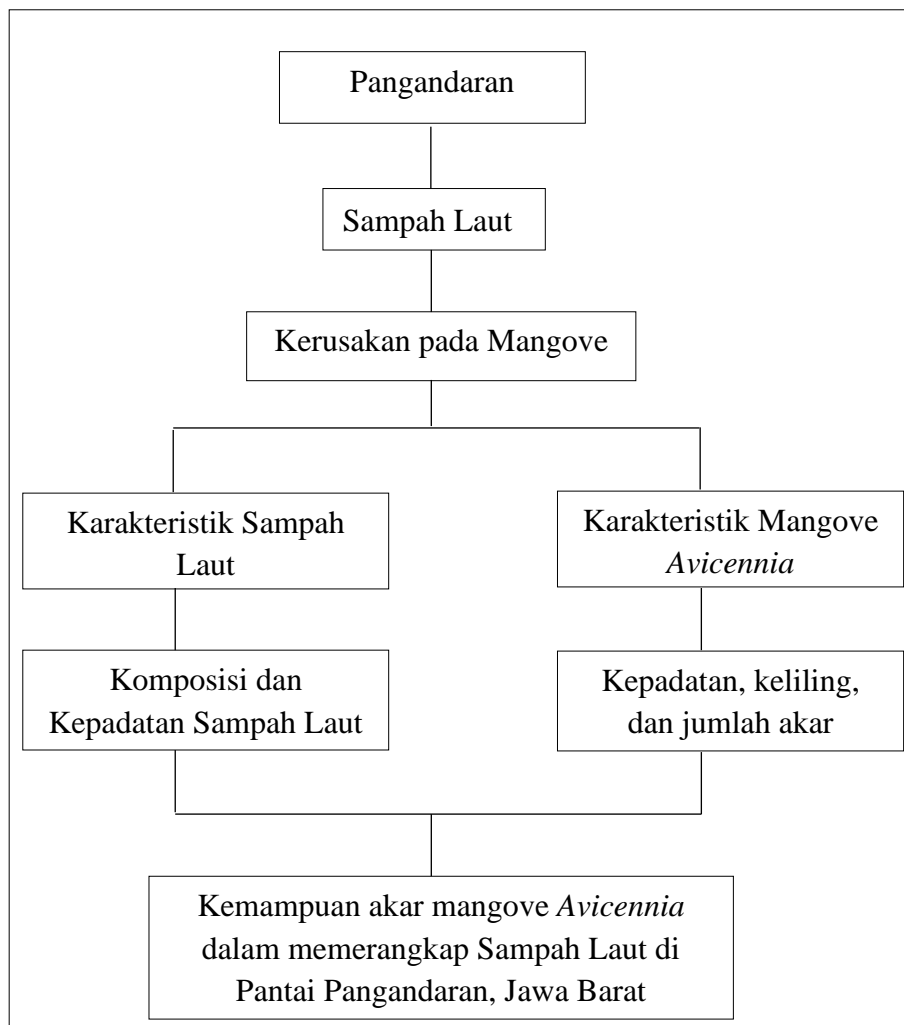 Pangandaran
Sampah Laut
Kerusakan pada Mangove
Karakteristik Sampah
Laut
Karakteristik Mangove
Avicennia
Komposisi dan
Kepadatan Sampah Laut
Kepadatan, keliling,
dan jumlah akar
Kemampuan akar mangove Avicennia
dalam memerangkap Sampah Laut di
Pantai Pangandaran, Jawa Barat